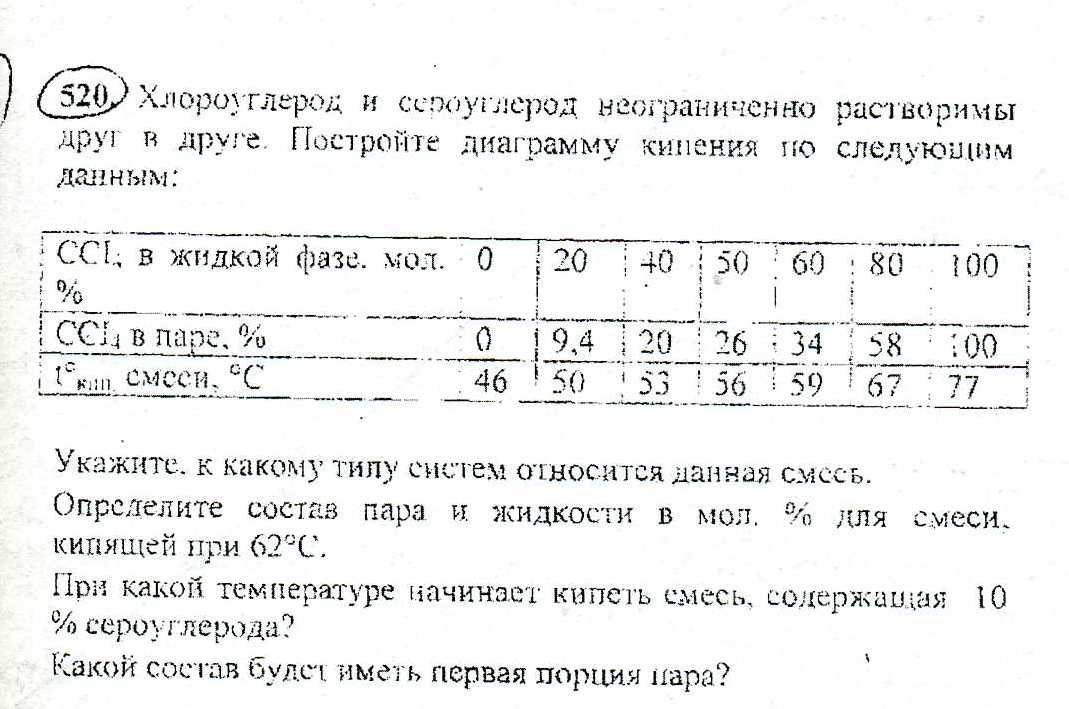 520. Хлороуглерод и сероуглерод неограниченно растворимы
друг в друге. Постройте диаграмму кипения по следующим
данным:
CCl₄ в жидкой фазе, мол. % 0 20 40 50 60 80 100
CCl₄ в паре, % 0 9,4 20 26 34 58 100
t°кип. смеси, °C 46 50 53 56 59 67 77
Укажите, к какому типу систем относится данная смесь.
Определите состав пара и жидкости в мол. % для смеси,
кипящей при 62°C.
При какой температуре начинает кипеть смесь, содержащая 10
% сероуглерода?
Какой состав будет иметь первая порция пара?